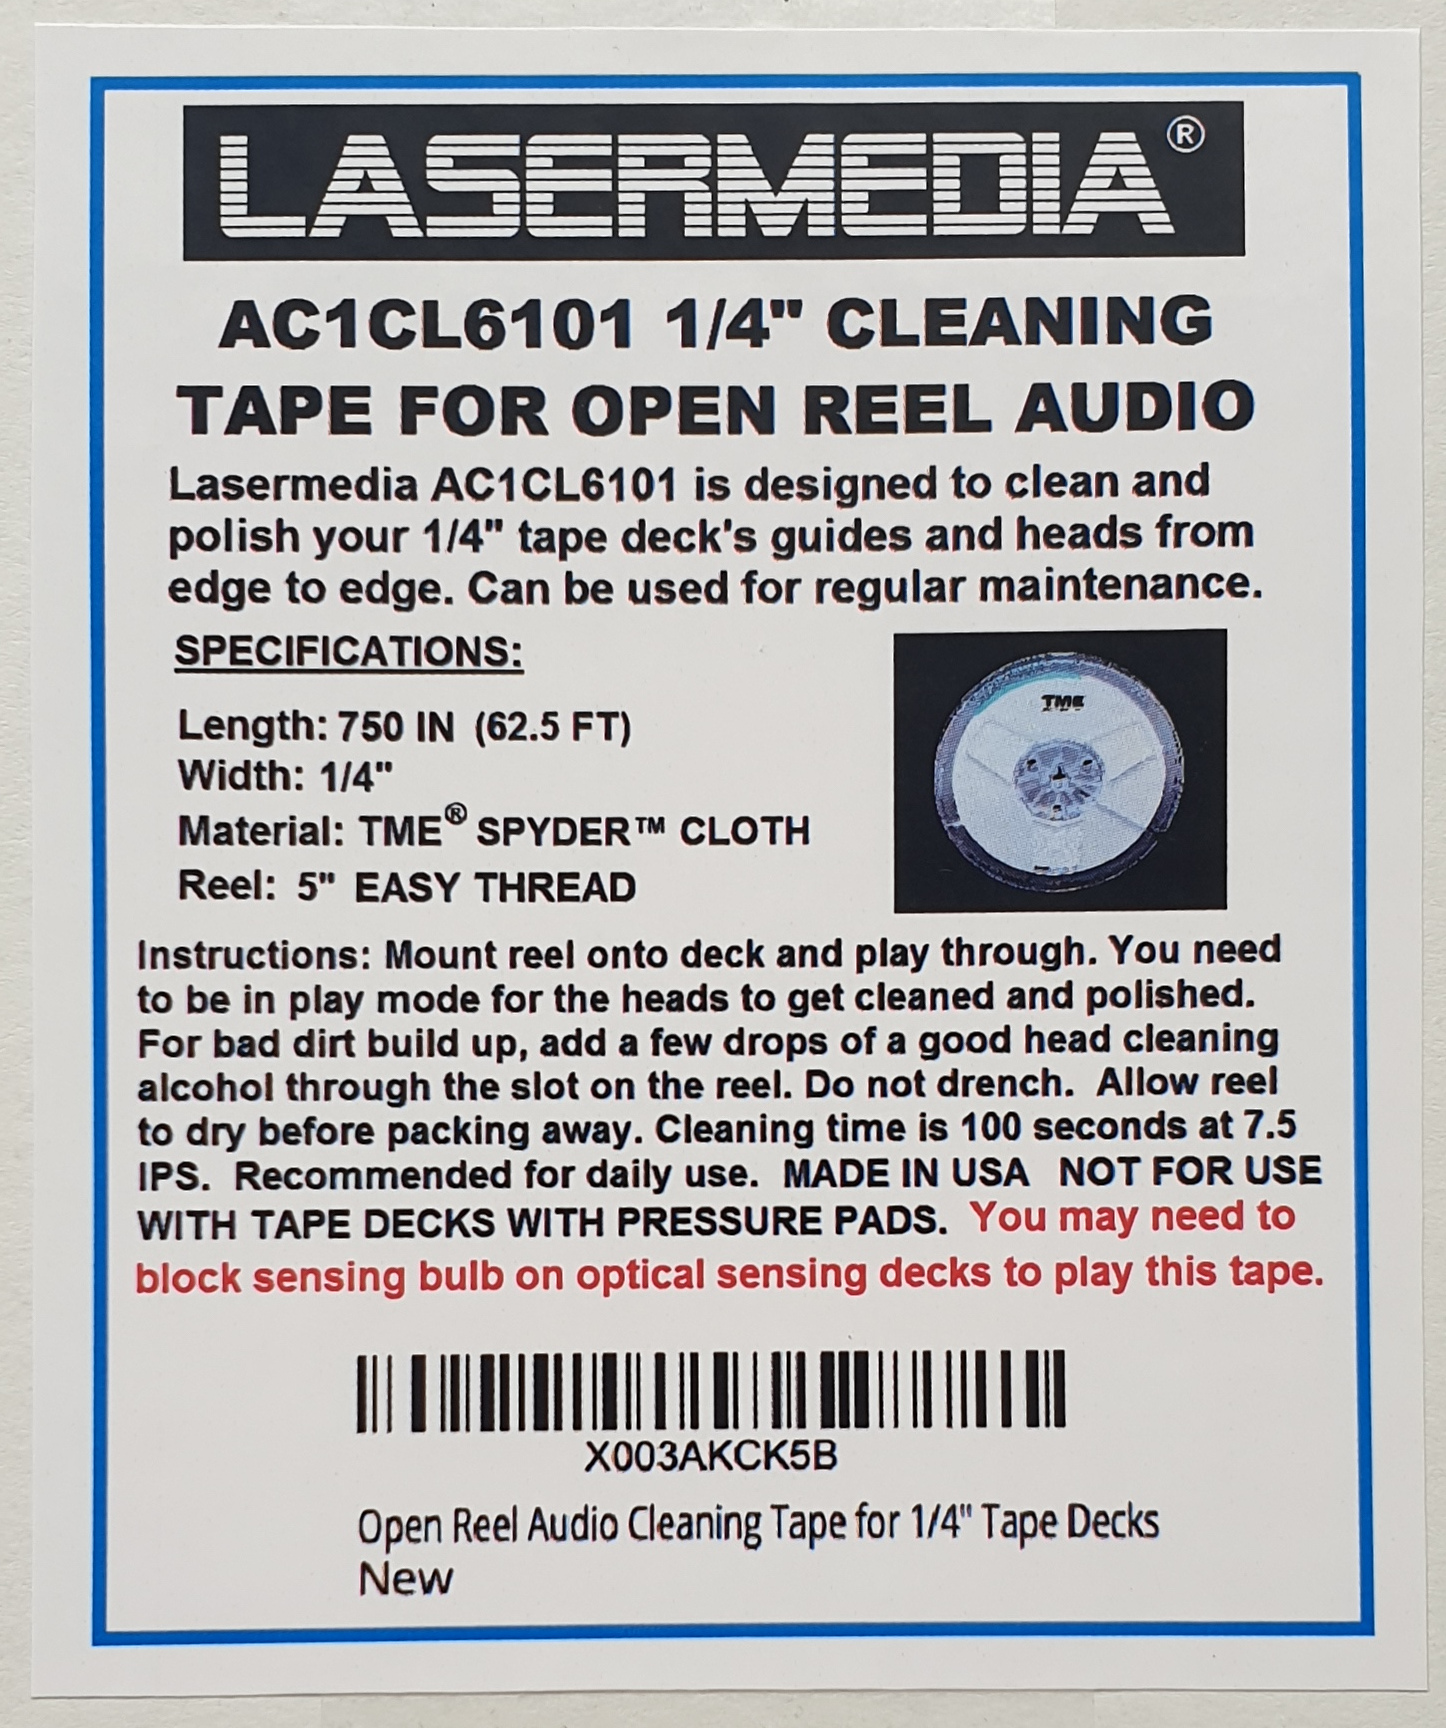 LASERMEDIA®
AC1CL6101 1/4" CLEANING
TAPE FOR OPEN REEL AUDIO
Lasermedia AC1CL6101 is designed to clean and
polish your 1/4" tape deck's guides and heads from
edge to edge. Can be used for regular maintenance.
SPECIFICATIONS:
TME
Length: 750 IN (62.5 FT)
Width: 1/4"
Material: TME® SPYDER™ CLOTH
Reel: 5" EASY THREAD
Instructions: Mount reel onto deck and play through. You need
to be in play mode for the heads to get cleaned and polished.
For bad dirt build up, add a few drops of a good head cleaning
alcohol through the slot on the reel. Do not drench. Allow reel
to dry before packing away. Cleaning time is 100 seconds at 7.5
IPS. Recommended for daily use. MADE IN USA NOT FOR USE
WITH TAPE DECKS WITH PRESSURE PADS. You may need to
block sensing bulb on optical sensing decks to play this tape.
X003AKCK5B
Open Reel Audio Cleaning Tape for 1/4" Tape Decks
New